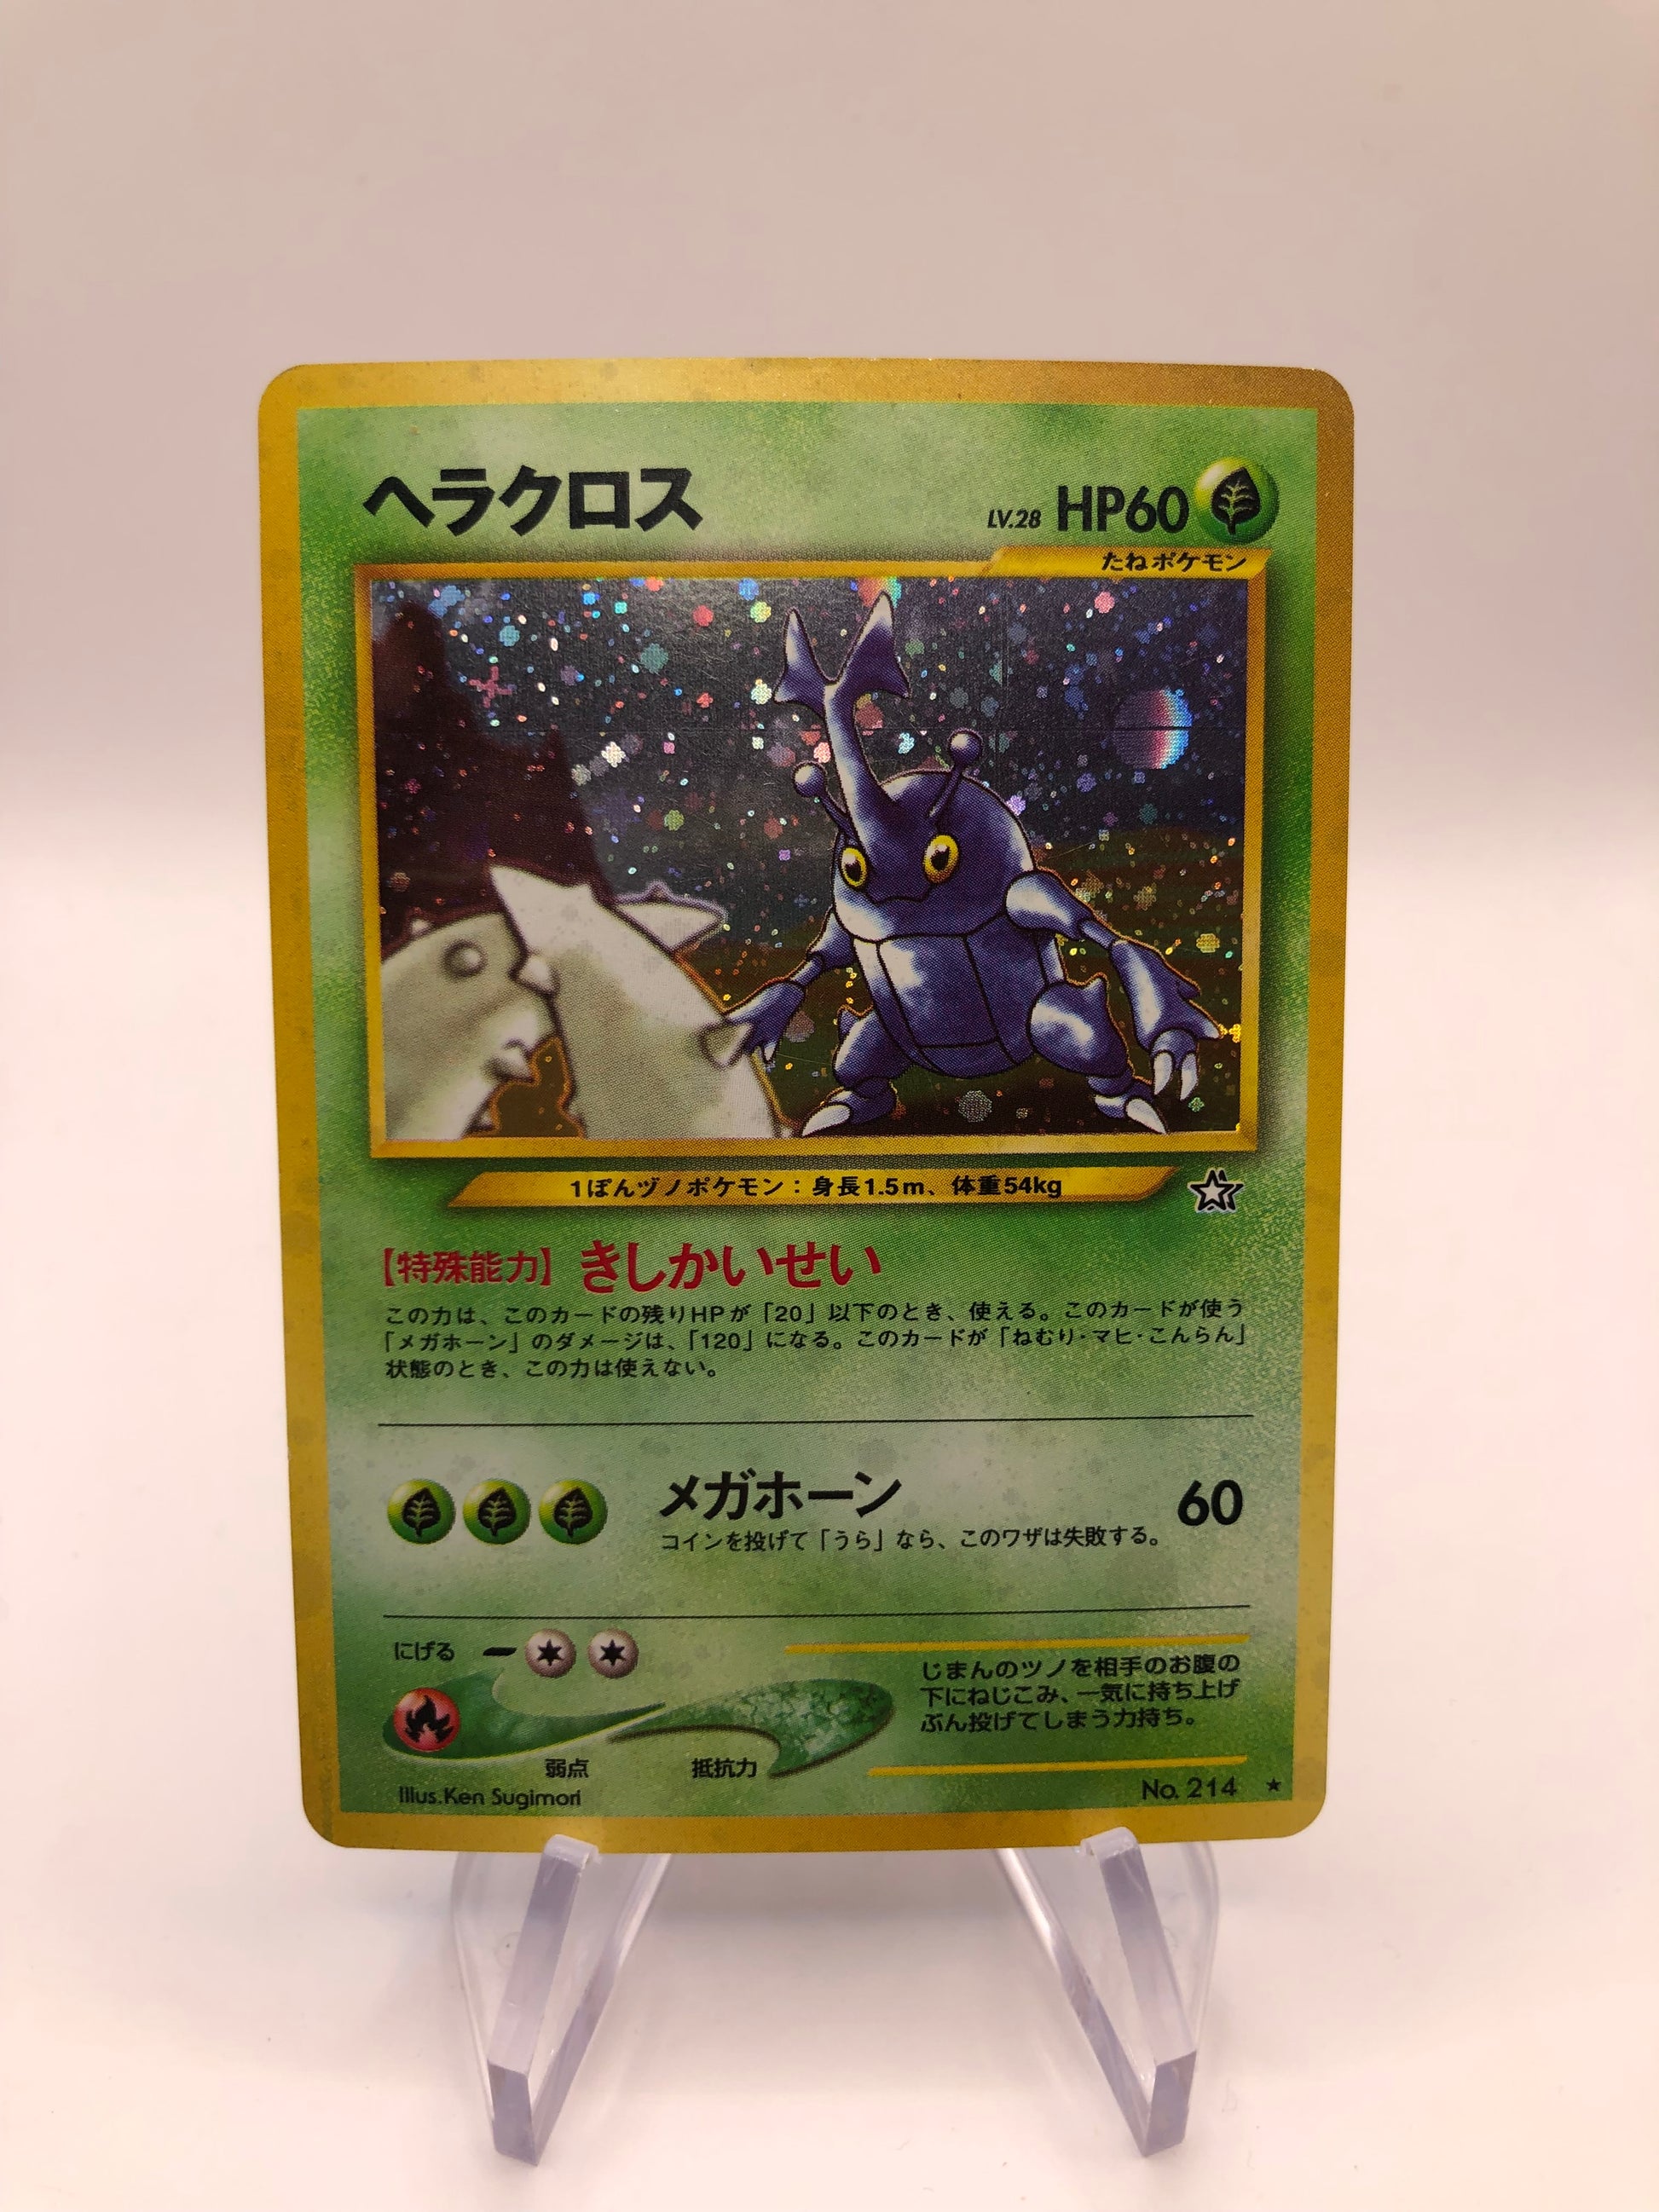 ヘラクロス
LV.28 HP60
たねポケモン
1ぽんヅノポケモン：身長1.5m、体重54kg
【特殊能力】きしかいせい
この力は、このカードの残りHPが「20」以下のとき、使える。このカードが使う
「メガホーン」のダメージは、「120」になる。このカードが「ねむり・マヒ・こんらん」
状態のとき、この力は使えない。
メガホーン 60
コインを投げて「うら」なら、このワザは失敗する。
にげる
じまんのツノを相手のお腹の
下にねじこみ、一気に持ち上げ
ぶん投げてしまう力持ち。
弱点 抵抗力
Illus.Ken Sugimori
No. 214 ★